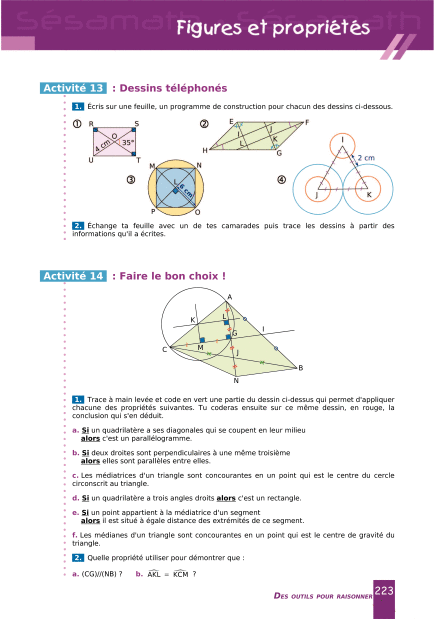 Sésamath
Figures et propriétés
Activité 13 : Dessins téléphonés
1. Écris sur une feuille, un programme de construction pour chacun des dessins ci-dessous.
① R S O 4 cm 35° U T
② E F I J L K H G
③ M N L 6 cm P O
④ I 2 cm J K
2. Echange ta feuille avec un de tes camarades puis trace les dessins à partir des
informations qu'il a écrites.
Activité 14 : Faire le bon choix !
A
K L O
G I
C M J
B
N
1. Trace à main levée et code en vert une partie du dessin ci-dessus qui permet d'appliquer
chacune des propriétés suivantes. Tu coderas ensuite sur ce même dessin, en rouge, la
conclusion qui s'en déduit.
a. Si un quadrilatère a ses diagonales qui se coupent en leur milieu
alors c'est un parallélogramme.
b. Si deux droites sont perpendiculaires à une même troisième
alors elles sont parallèles entre elles.
c. Les médiatrices d'un triangle sont concourantes en un point qui est le centre du cercle
circonscrit au triangle.
d. Si un quadrilatère a trois angles droits alors c'est un rectangle.
e. Si un point appartient à la médiatrice d'un segment
alors il est situé à égale distance des extrémités de ce segment.
f. Les médianes d'un triangle sont concourantes en un point qui est le centre de gravité du
triangle.
2. Quelle propriété utiliser pour démontrer que :
a. (CG)//(NB) ? b. AKL = KCM ?
DES OUTILS POUR RAISONNER 223